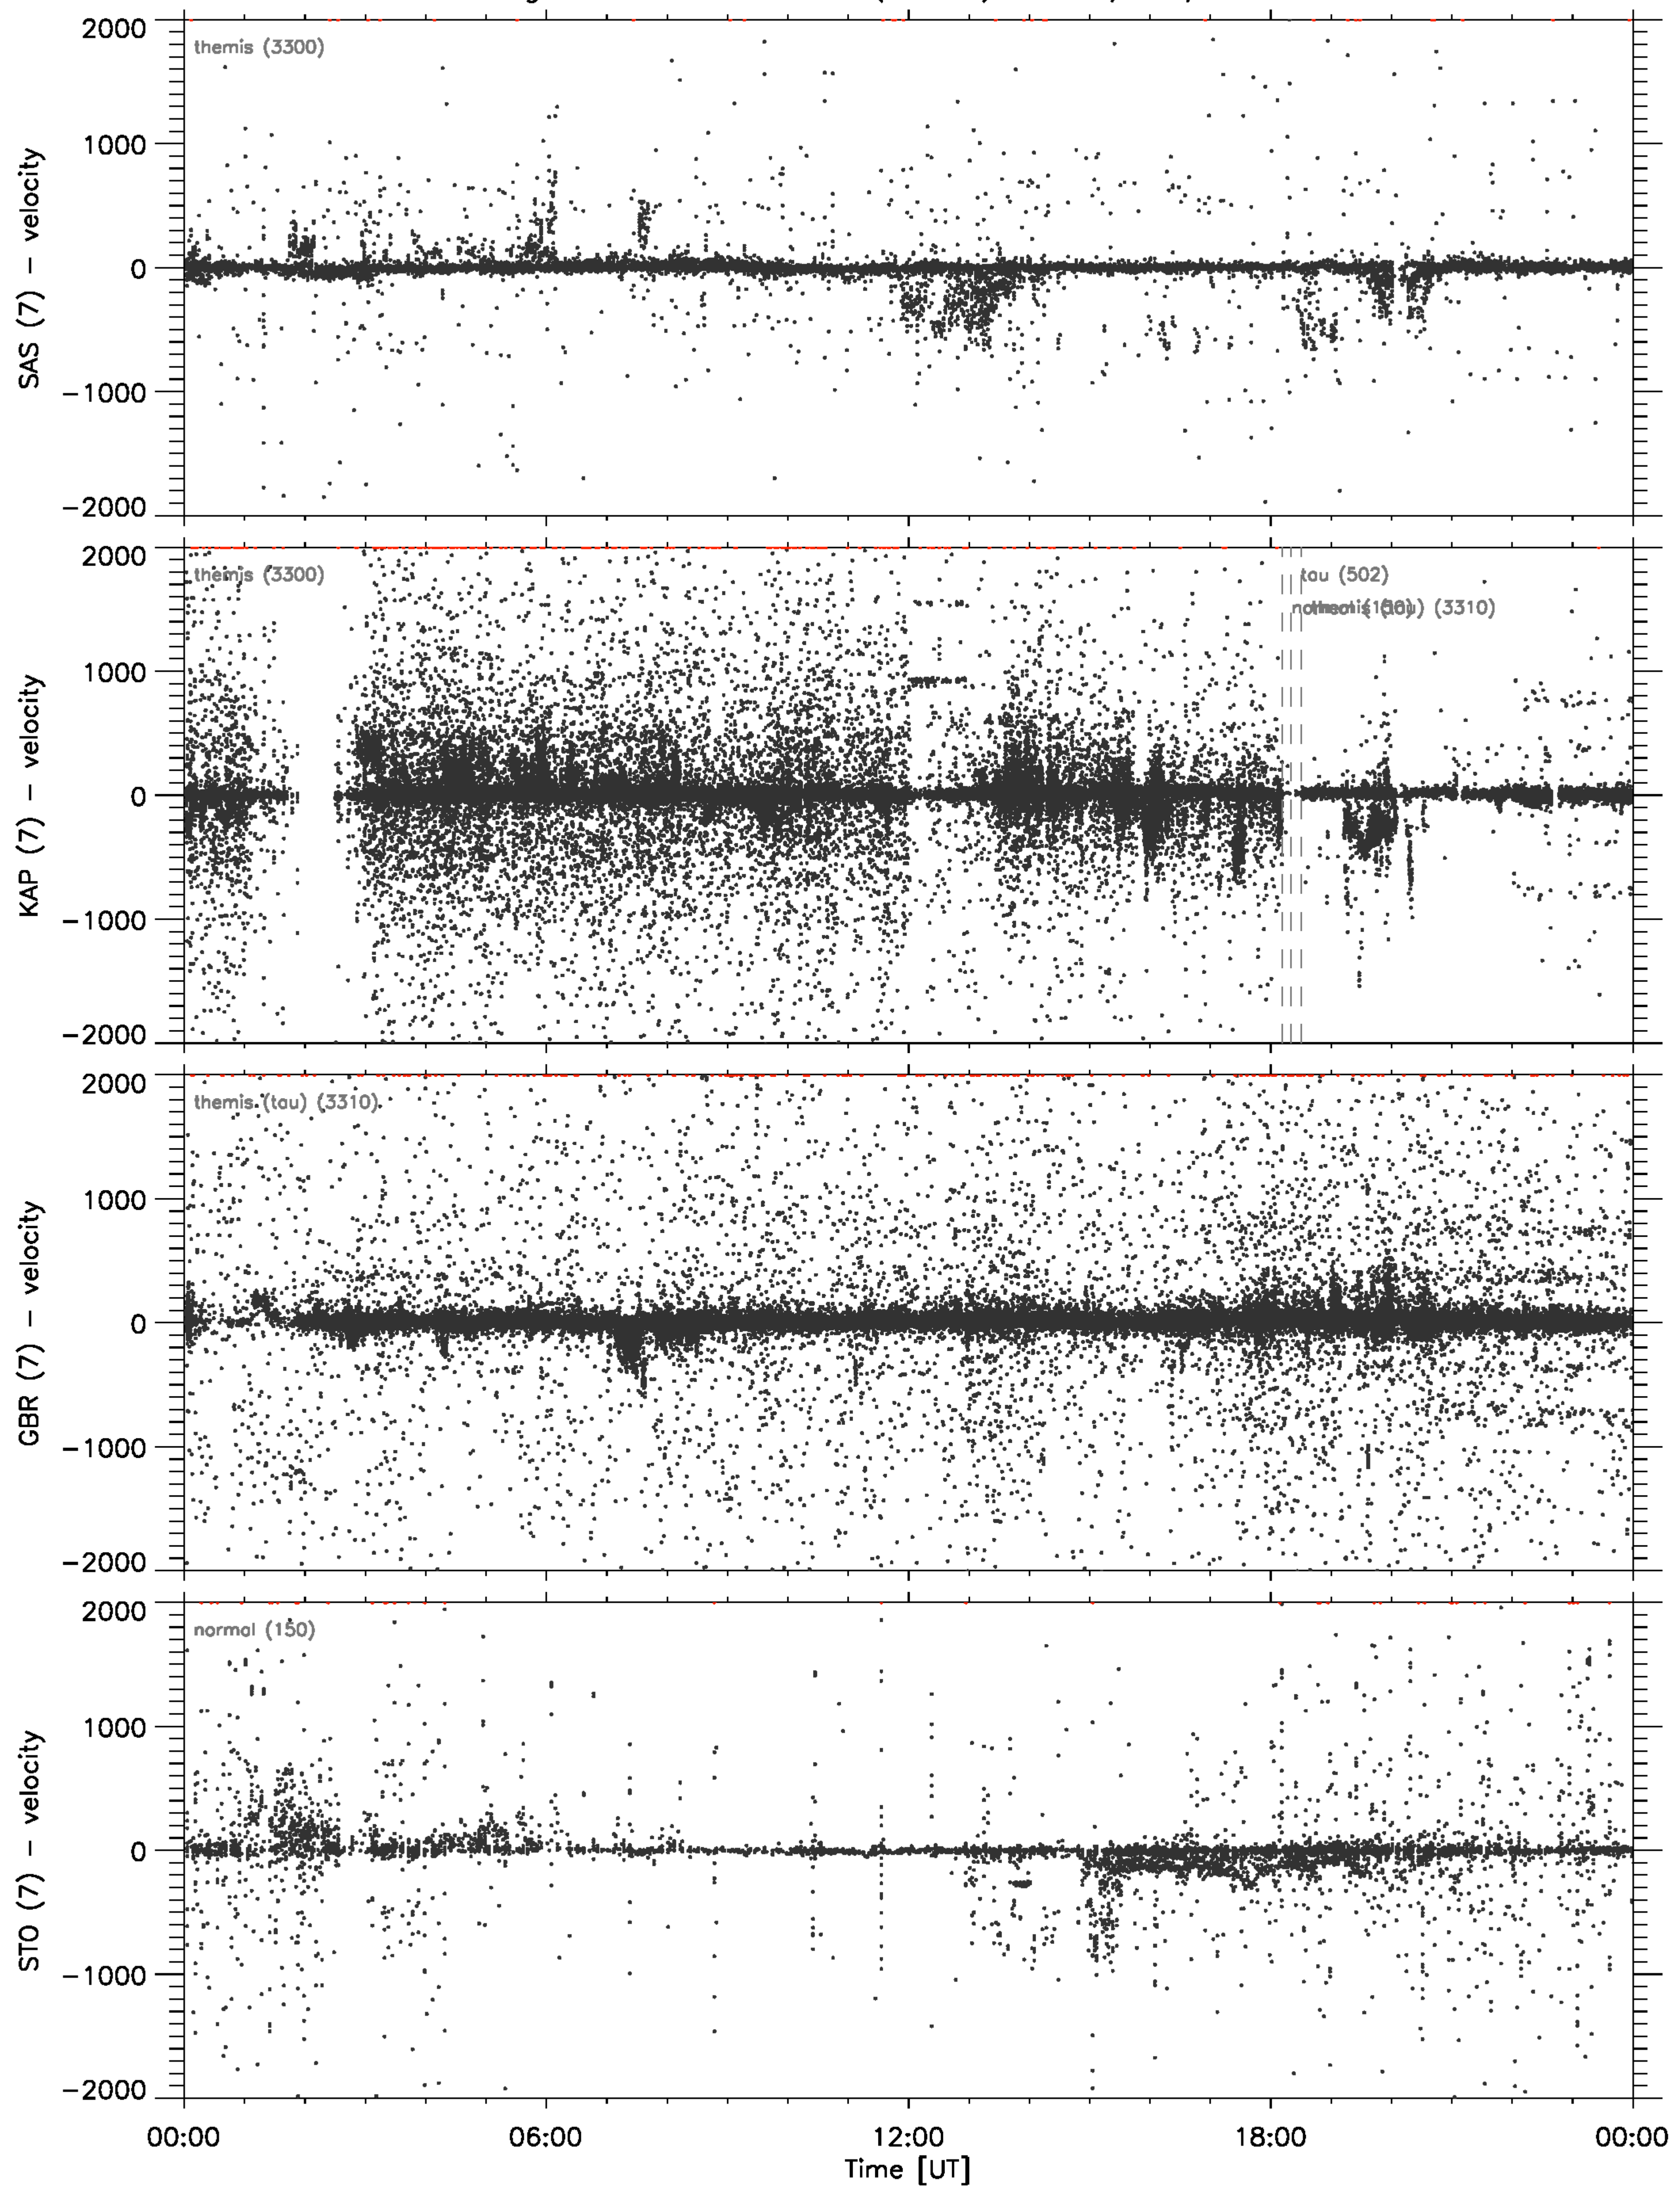 2000
themis (3300)
1000
0
−1000
−2000
SAS (7) − velocity
2000
themis (3300)
tau (502)
(3310)
1000
0
−1000
−2000
KAP (7) − velocity
2000
themis (tau) (3310)
1000
0
−1000
−2000
GBR (7) − velocity
2000
normal (150)
1000
0
−1000
−2000
STO (7) − velocity
00:00 06:00 12:00 18:00 00:00
Time [UT]